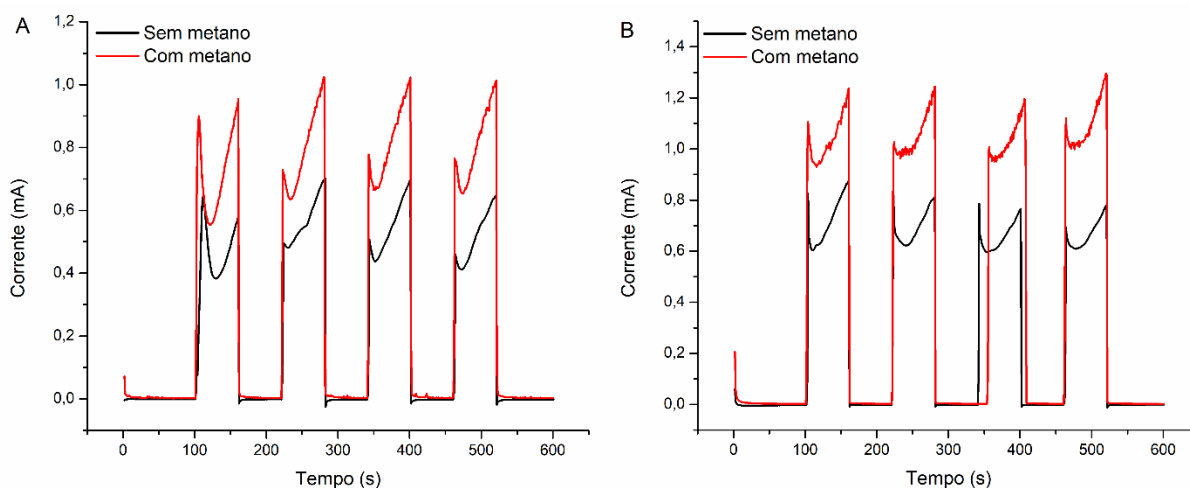 A
Sem metano
Com metano
1,2
1,0
0,8
0,6
0,4
0,2
0,0
Corrente (mA)
0 100 200 300 400 500 600
Tempo (s)
B
Sem metano
Com metano
1,4
1,2
1,0
0,8
0,6
0,4
0,2
0,0
Corrente (mA)
0 100 200 300 400 500 600
Tempo (s)